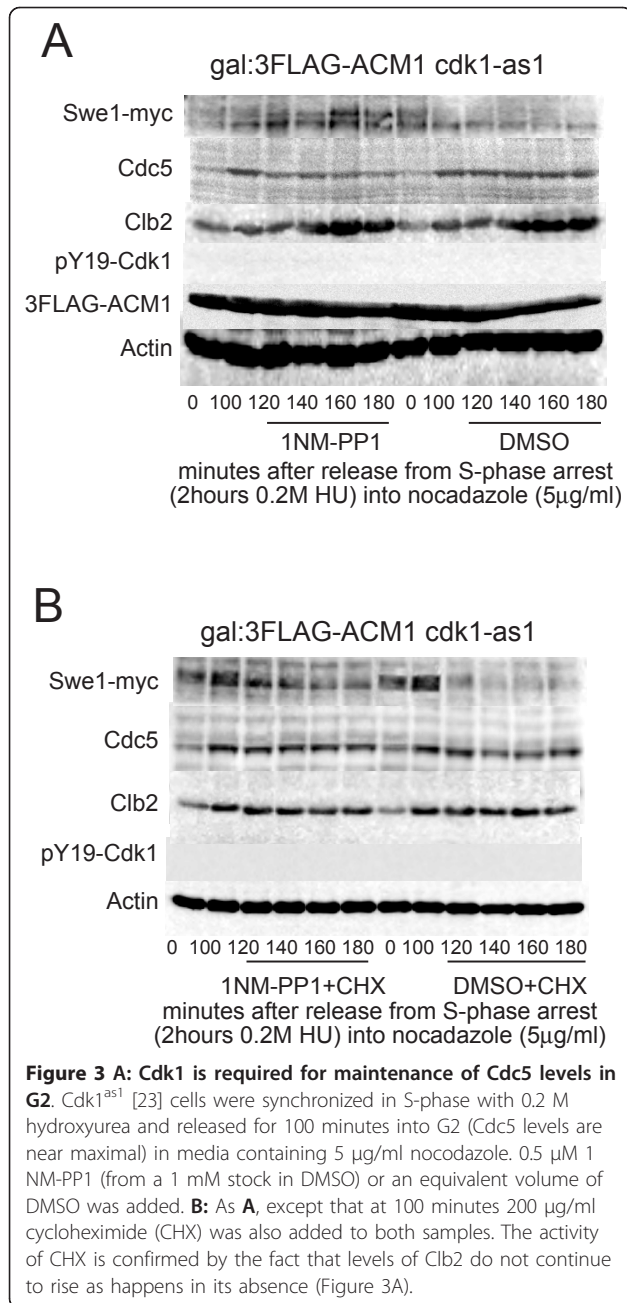 A
gal:3FLAG-ACM1 cdk1-as1
Swe1-myc
Cdc5
Clb2
pY19-Cdk1
3FLAG-ACM1
Actin
0 100 120 140 160 180 0 100 120 140 160 180
1NM-PP1 DMSO
minutes after release from S-phase arrest
(2hours 0.2M HU) into nocadazole (5µg/ml)
B
gal:3FLAG-ACM1 cdk1-as1
Swe1-myc
Cdc5
Clb2
pY19-Cdk1
Actin
0 100 120 140 160 180 0 100 120 140 160 180
1NM-PP1+CHX DMSO+CHX
minutes after release from S-phase arrest
(2hours 0.2M HU) into nocadazole (5µg/ml)
Figure 3 A: Cdk1 is required for maintenance of Cdc5 levels in
G2. Cdk1as1 [23] cells were synchronized in S-phase with 0.2 M
hydroxyurea and released for 100 minutes into G2 (Cdc5 levels are
near maximal) in media containing 5 µg/ml nocodozole. 0.5 µM 1
NM-PP1 (from a 1 mM stock in DMSO) or an equivalent volume of
DMSO was added. B: As A, except that at 100 minutes 200 µg/ml
cycloheximide (CHX) was also added to both samples. The activity
of CHX is confirmed by the fact that levels of Clb2 do not continue
to rise as happens in its absence (Figure 3A).